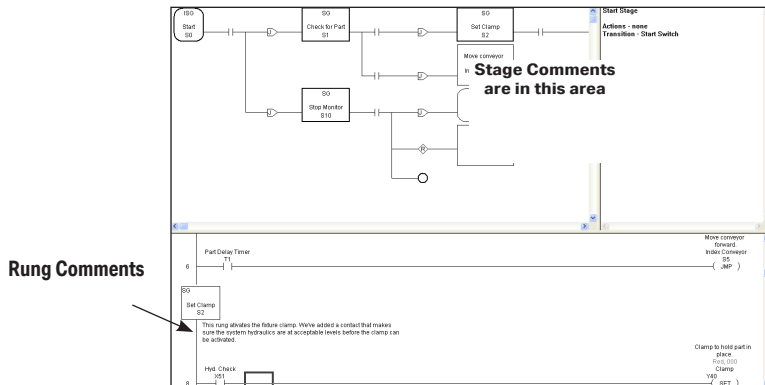 ISG
Start
S0
J
SG
Check for Part
S1
J
SG
Set Clamp
S2
Start Stage
Actions - none
Transition - Start Switch
J
Move conveyor
Stage Comments
are in this area
SG
Stop Monitor
S10
J
R
Rung Comments
6
Part Delay Timer
T1
Move conveyor
forward.
Index Conveyor
S5
JMP
SG
Set Clamp
S2
This rung ativates the fixture clamp. We've added a contact that makes
sure the system hydraulics are at acceptable levels before the clamp can
be activated.
Clamp to hold part in
place.
Red, 000
Clamp
Y40
SET
8
Hyd. Check
X51